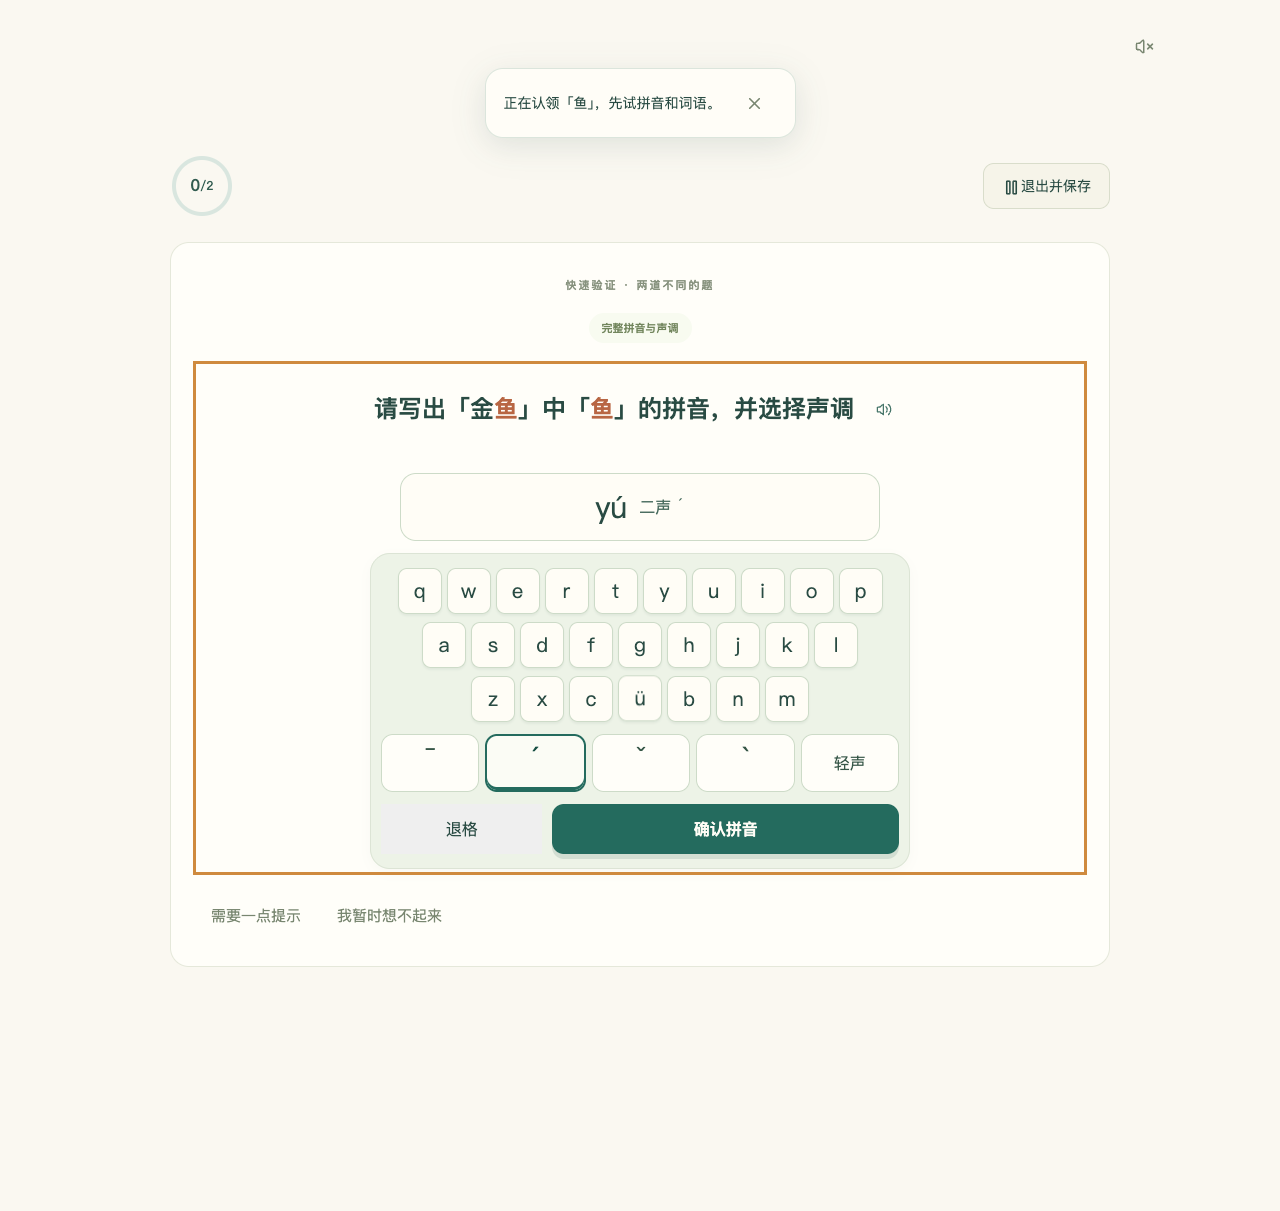 正在认领「鱼」，先试拼音和词语。
0/2
退出并保存
快速验证 · 两道不同的题
完整拼音与声调
请写出「金鱼」中「鱼」的拼音，并选择声调
yú 二声 ˊ
q w e r t y u i o p
a s d f g h j k l
z x c ü b n m
ˉ ˊ ˇ ˋ 轻声
退格 确认拼音
需要一点提示 我暂时想不起来